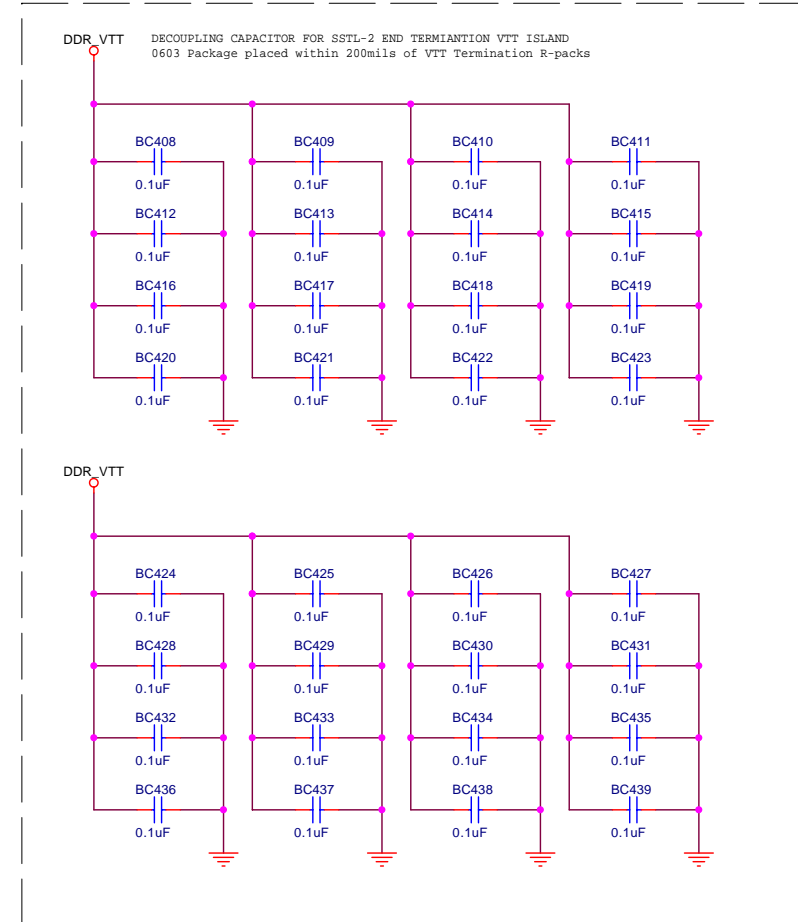 DDR_VTT
DECOUPLING CAPACITOR FOR SSTL-2 END TERMIANTION VTT ISLAND
0603 Package placed within 200mils of VTT Termination R-packs
BC408 BC409 BC410 BC411
0.1uF 0.1uF 0.1uF 0.1uF
BC412 BC413 BC414 BC415
0.1uF 0.1uF 0.1uF 0.1uF
BC416 BC417 BC418 BC419
0.1uF 0.1uF 0.1uF 0.1uF
BC420 BC421 BC422 BC423
0.1uF 0.1uF 0.1uF 0.1uF
DDR_VTT
BC424 BC425 BC426 BC427
0.1uF 0.1uF 0.1uF 0.1uF
BC428 BC429 BC430 BC431
0.1uF 0.1uF 0.1uF 0.1uF
BC432 BC433 BC434 BC435
0.1uF 0.1uF 0.1uF 0.1uF
BC436 BC437 BC438 BC439
0.1uF 0.1uF 0.1uF 0.1uF